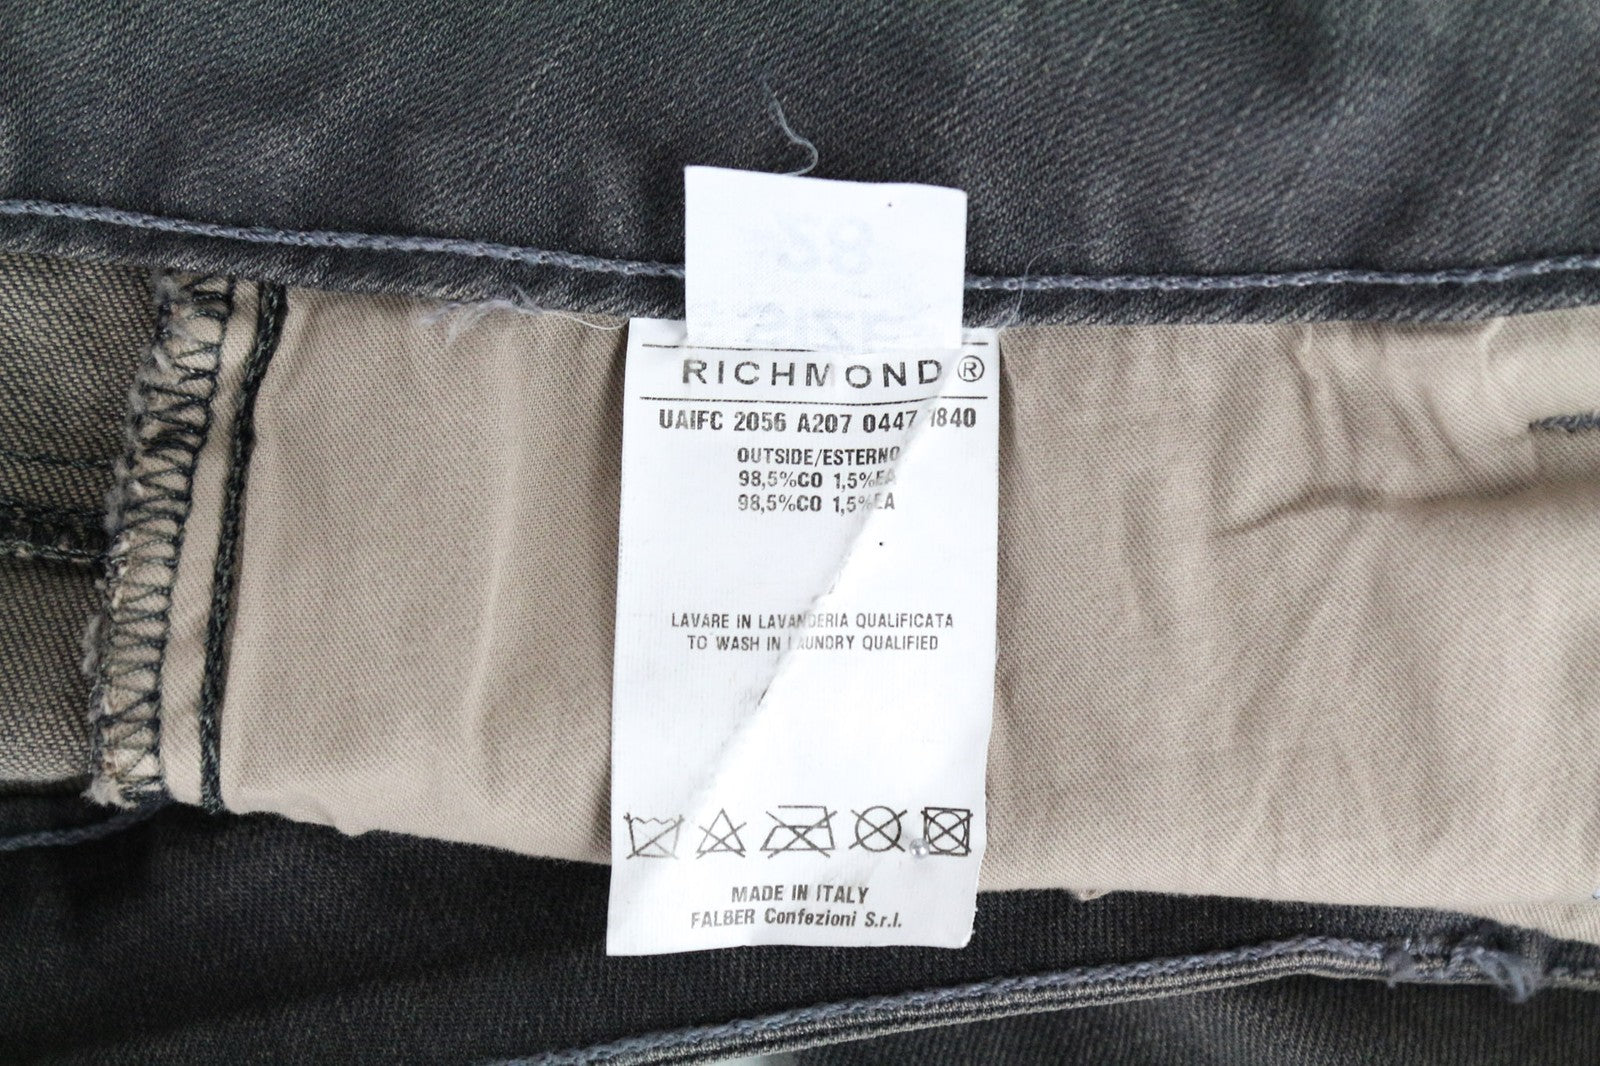 28
RICHMOND®
UAIFC 2056 A207 0447 1840
OUTSIDE/ESTERNO
98,5%CO 1,5%EA
98,5%CO 1,5%EA
LAVARE IN LAVANDERIA QUALIFICATA
TO WASH IN LAUNDRY QUALIFIED
MADE IN ITALY
FALBER Confezioni S.r.l.